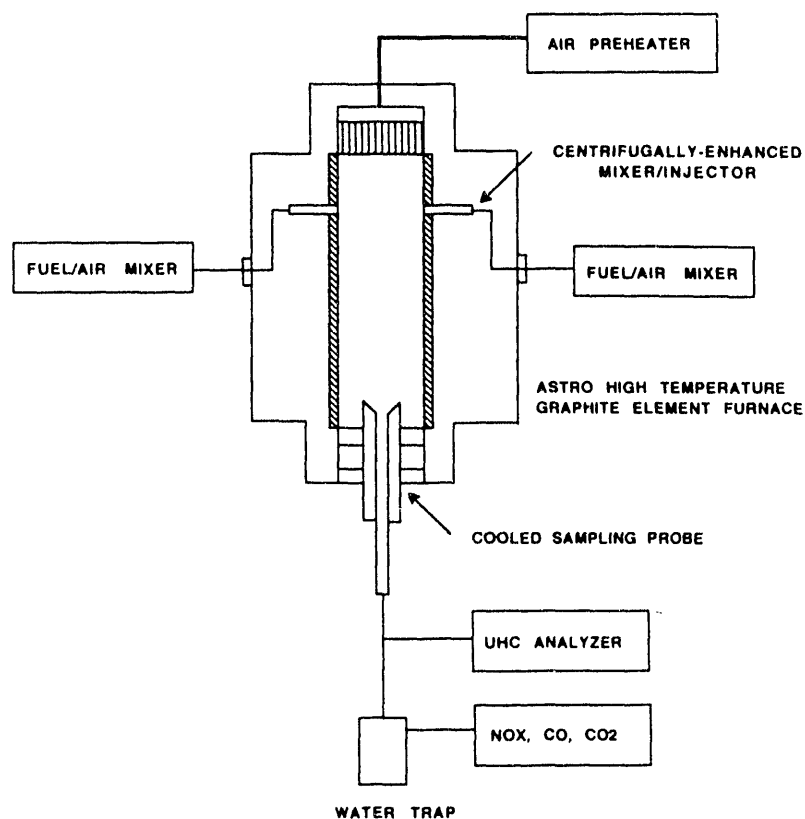 AIR PREHEATER
CENTRIFUGALLY-ENHANCED
MIXER/INJECTOR
FUEL/AIR MIXER
FUEL/AIR MIXER
ASTRO HIGH TEMPERATURE
GRAPHITE ELEMENT FURNACE
COOLED SAMPLING PROBE
UHC ANALYZER
NOX, CO, CO2
WATER TRAP